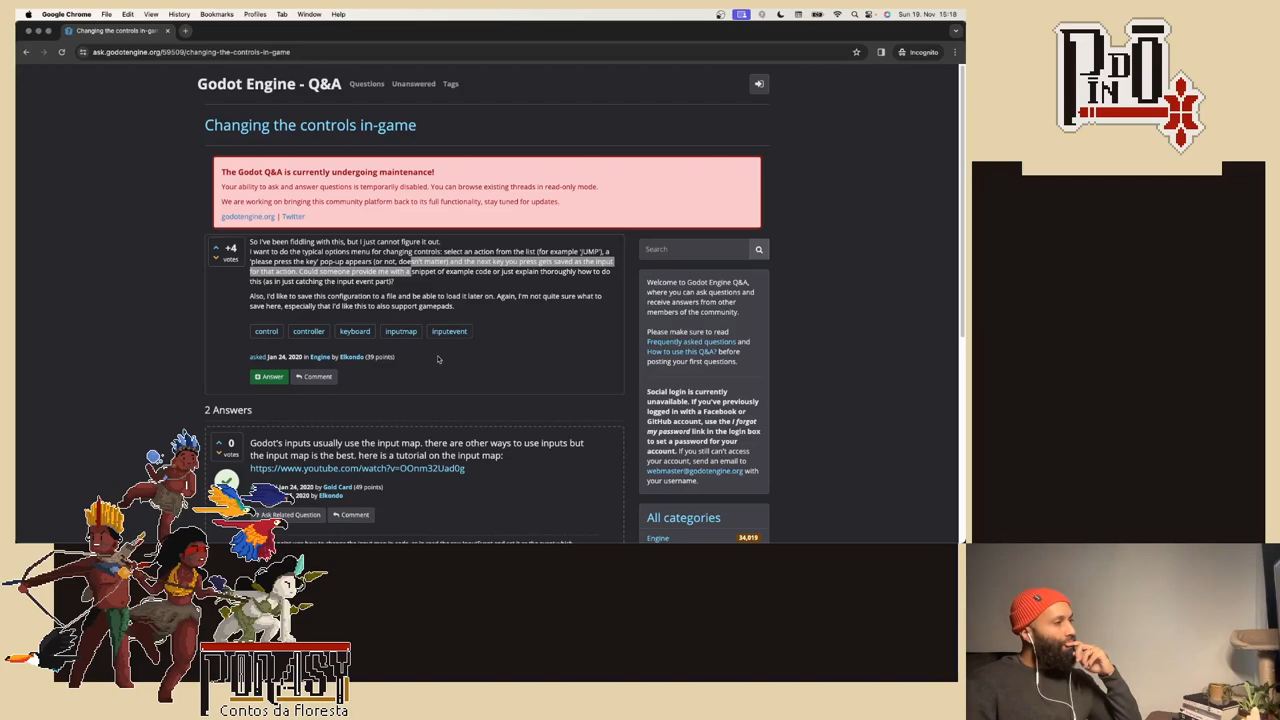 Google Chrome File Edit View History Bookmarks Profiles Tab Window Help
Sun 19. Nov 15:18
Changing the controls in-gam
ask.godotengine.org/59509/changing-the-controls-in-game
Incognito
Godot Engine - Q&A Questions Unanswered Tags
Changing the controls in-game
The Godot Q&A is currently undergoing maintenance!
Your ability to ask and answer questions is temporarily disabled. You can browse existing threads in read-only mode.
We are working on bringing this community platform back to its full functionality, stay tuned for updates.
godotengine.org | Twitter
+4
votes
So I've been fiddling with this, but I just cannot figure it out.
I want to do the typical options menu for changing controls: select an action from the list (for example 'JUMP'), a
'please press the key' pop-up appears (or not, doesn't matter) and the next key you press gets saved as the input
for that action. Could someone provide me with a snippet of example code or just explain thoroughly how to do
this (as in just catching the input event part)?
Also, I'd like to save this configuration to a file and be able to load it later on. Again, I'm not quite sure what to
save here, especially that I'd like this to also support gamepads.
control controller keyboard inputmap inputevent
asked Jan 24, 2020 in Engine by Elkondo (39 points)
Answer Comment
2 Answers
0
votes
Godot's inputs usually use the input map. there are other ways to use inputs but
the input map is the best. here is a tutorial on the input map:
https://www.youtube.com/watch?v=OOnm32Uad0g
Jan 24, 2020 by Gold Card (49 points)
2020 by Elkondo
Ask Related Question Comment
Search
Welcome to Godot Engine Q&A,
where you can ask questions and
receive answers from other
members of the community.
Please make sure to read
Frequently asked questions and
How to use this Q&A? before
posting your first questions.
Social login is currently
unavailable. If you've previously
logged in with a Facebook or
GitHub account, use the I forgot
my password link in the login box
to set a password for your
account. If you still can't access
your account, send an email to
webmaster@godotengine.org with
your username.
All categories
Engine 34,019
PORASY
Contos da Floresta